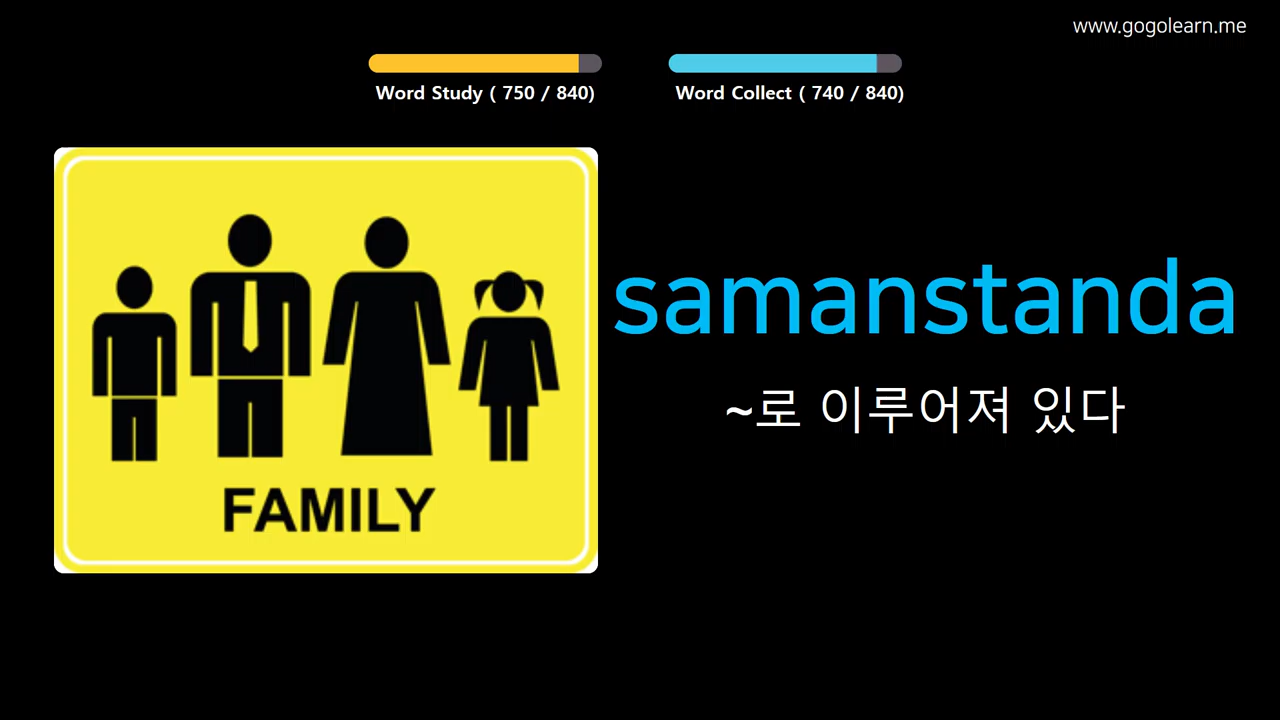 www.gogolearn.me
Word Study ( 750 / 840)
Word Collect ( 740 / 840)
FAMILY
samanstanda
~로 이루어져 있다